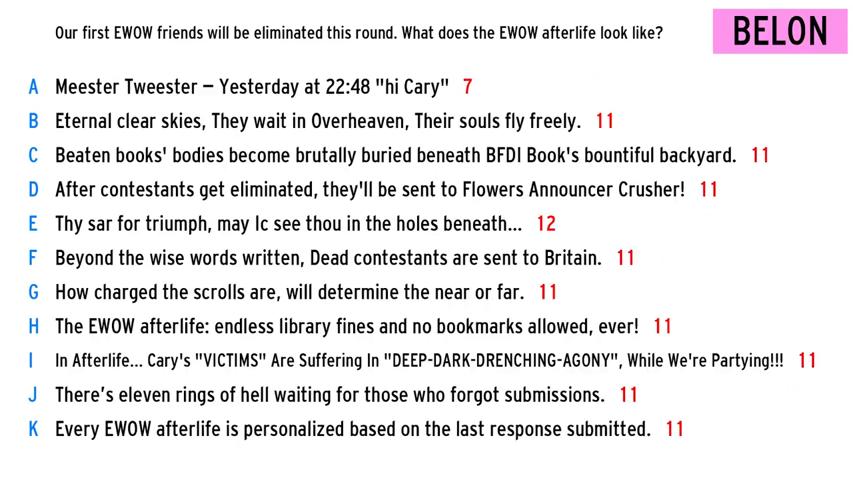 Our first EWOW friends will be eliminated this round. What does the EWOW afterlife look like?
BELON
A Meester Tweester – Yesterday at 22:48 "hi Cary" 7
B Eternal clear skies, They wait in Overheaven, Their souls fly freely. 11
C Beaten books' bodies become brutally buried beneath BFDI Book's bountiful backyard. 11
D After contestants get eliminated, they'll be sent to Flowers Announcer Crusher! 11
E Thy sar for triumph, may Ic see thou in the holes beneath... 12
F Beyond the wise words written, Dead contestants are sent to Britain. 11
G How charged the scrolls are, will determine the near or far. 11
H The EWOW afterlife: endless library fines and no bookmarks allowed, ever! 11
I In Afterlife... Cary's "VICTIMS" Are Suffering In "DEEP-DARK-DRENCHING-AGONY", While We're Partying!!! 11
J There’s eleven rings of hell waiting for those who forgot submissions. 11
K Every EWOW afterlife is personalized based on the last response submitted. 11